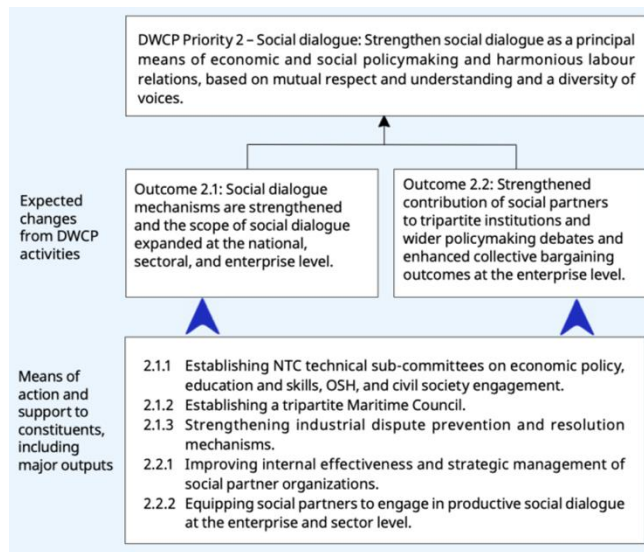 DWCP Priority 2 – Social dialogue: Strengthen social dialogue as a principal
means of economic and social policymaking and harmonious labour
relations, based on mutual respect and understanding and a diversity of
voices.
Expected
changes
from DWCP
activities
Outcome 2.1: Social dialogue
mechanisms are strengthened
and the scope of social dialogue
expanded at the national,
sectoral, and enterprise level.
Outcome 2.2: Strengthened
contribution of social partners
to tripartite institutions and
wider policymaking debates and
enhanced collective bargaining
outcomes at the enterprise level.
Means of
action and
support to
constituents,
including
major outputs
2.1.1 Establishing NTC technical sub-committees on economic policy,
education and skills, OSH, and civil society engagement.
2.1.2 Establishing a tripartite Maritime Council.
2.1.3 Strengthening industrial dispute prevention and resolution
mechanisms.
2.2.1 Improving internal effectiveness and strategic management of
social partner organizations.
2.2.2 Equipping social partners to engage in productive social dialogue
at the enterprise and sector level.